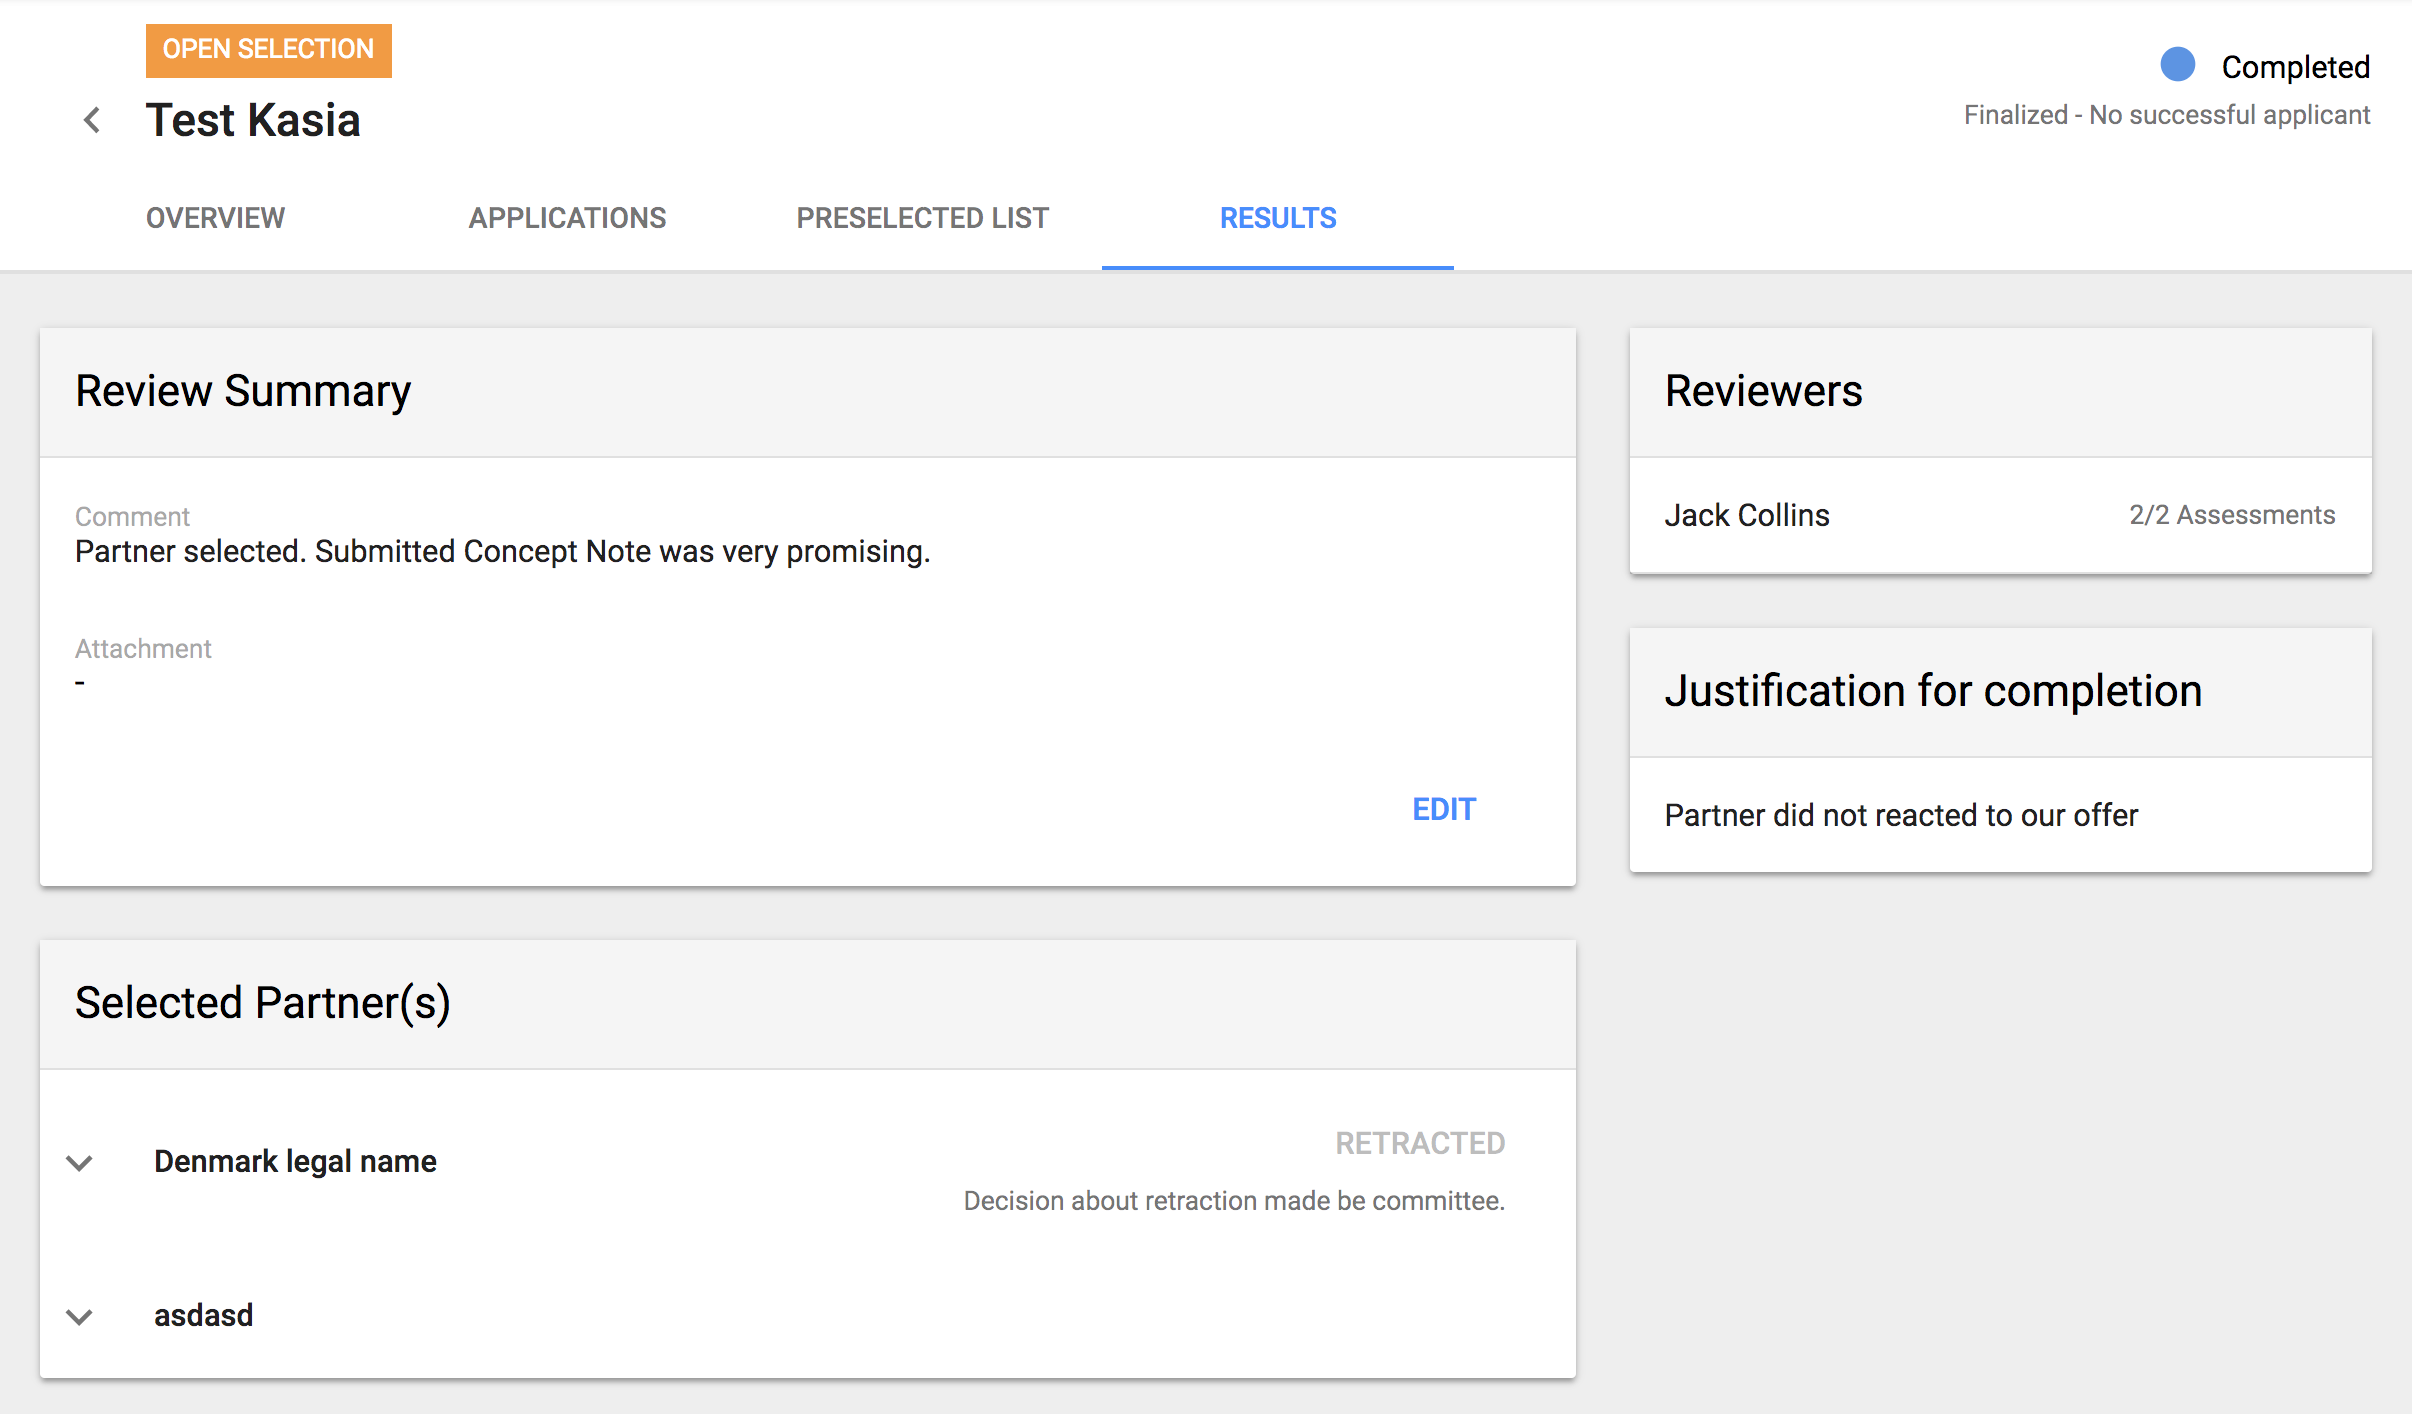 OPEN SELECTION
Test Kasia
Completed
Finalized - No successful applicant
OVERVIEW
APPLICATIONS
PRESELECTED LIST
RESULTS
Review Summary
Comment
Partner selected. Submitted Concept Note was very promising.
Attachment
-
EDIT
Reviewers
Jack Collins
2/2 Assessments
Justification for completion
Partner did not reacted to our offer
Selected Partner(s)
Denmark legal name
RETRACTED
Decision about retraction made be committee.
asdasd